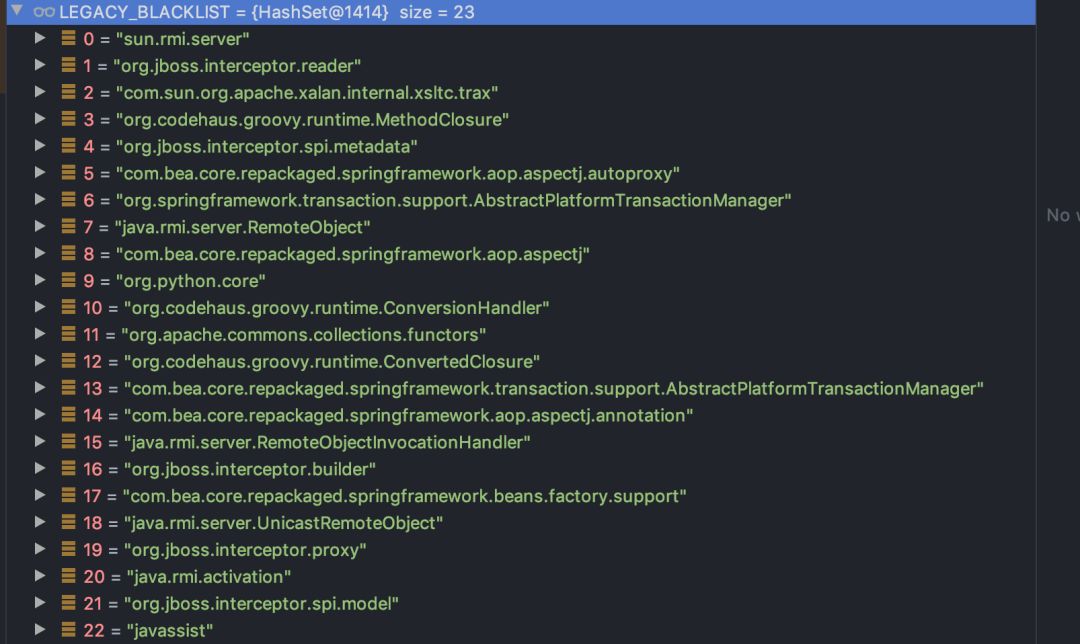 LEGACY_BLACKLIST = {HashSet@1414} size = 23
0 = "sun.rmi.server"
1 = "org.jboss.interceptor.reader"
2 = "com.sun.org.apache.xalan.internal.xsltc.trax"
3 = "org.codehaus.groovy.runtime.MethodClosure"
4 = "org.jboss.interceptor.spi.metadata"
5 = "com.bea.core.repackaged.springframework.aop.aspectj.autoproxy"
6 = "org.springframework.transaction.support.AbstractPlatformTransactionManager"
7 = "java.rmi.server.RemoteObject"
No
8 = "com.bea.core.repackaged.springframework.aop.aspectj"
9 = "org.python.core"
10 = "org.codehaus.groovy.runtime.ConversionHandler"
11 = "org.apache.commons.collections.functors"
12 = "org.codehaus.groovy.runtime.ConvertedClosure"
13 = "com.bea.core.repackaged.springframework.transaction.support.AbstractPlatformTransactionManager"
14 = "com.bea.core.repackaged.springframework.aop.aspectj.annotation"
15 = "java.rmi.server.RemoteObjectInvocationHandler"
16 = "org.jboss.interceptor.builder"
17 = "com.bea.core.repackaged.springframework.beans.factory.support"
18 = "java.rmi.server.UnicastRemoteObject"
19 = "org.jboss.interceptor.proxy"
20 = "java.rmi.activation"
21 = "org.jboss.interceptor.spi.model"
22 = "javassist"